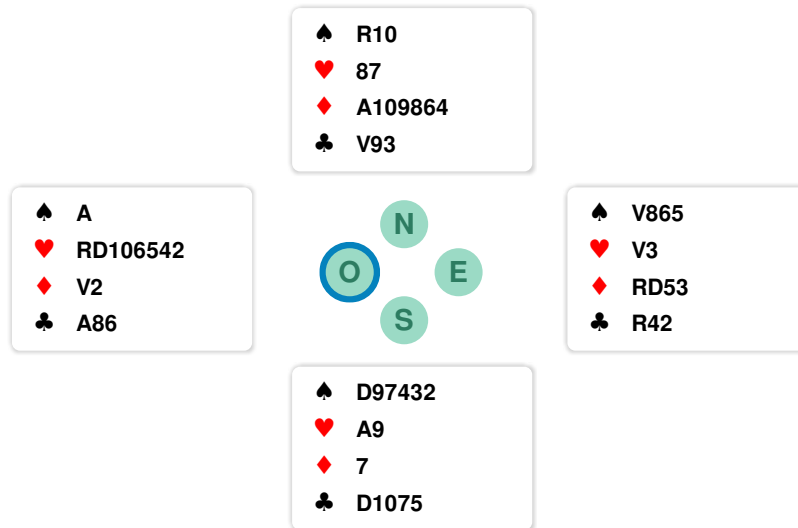 ♠ R10
♥ 87
♦ A109864
♣ V93
♠ A
♥ RD106542
♦ V2
♣ A86
N
O E
S
♠ V865
♥ V3
♦ RD53
♣ R42
♠ D97432
♥ A9
♦ 7
♣ D1075